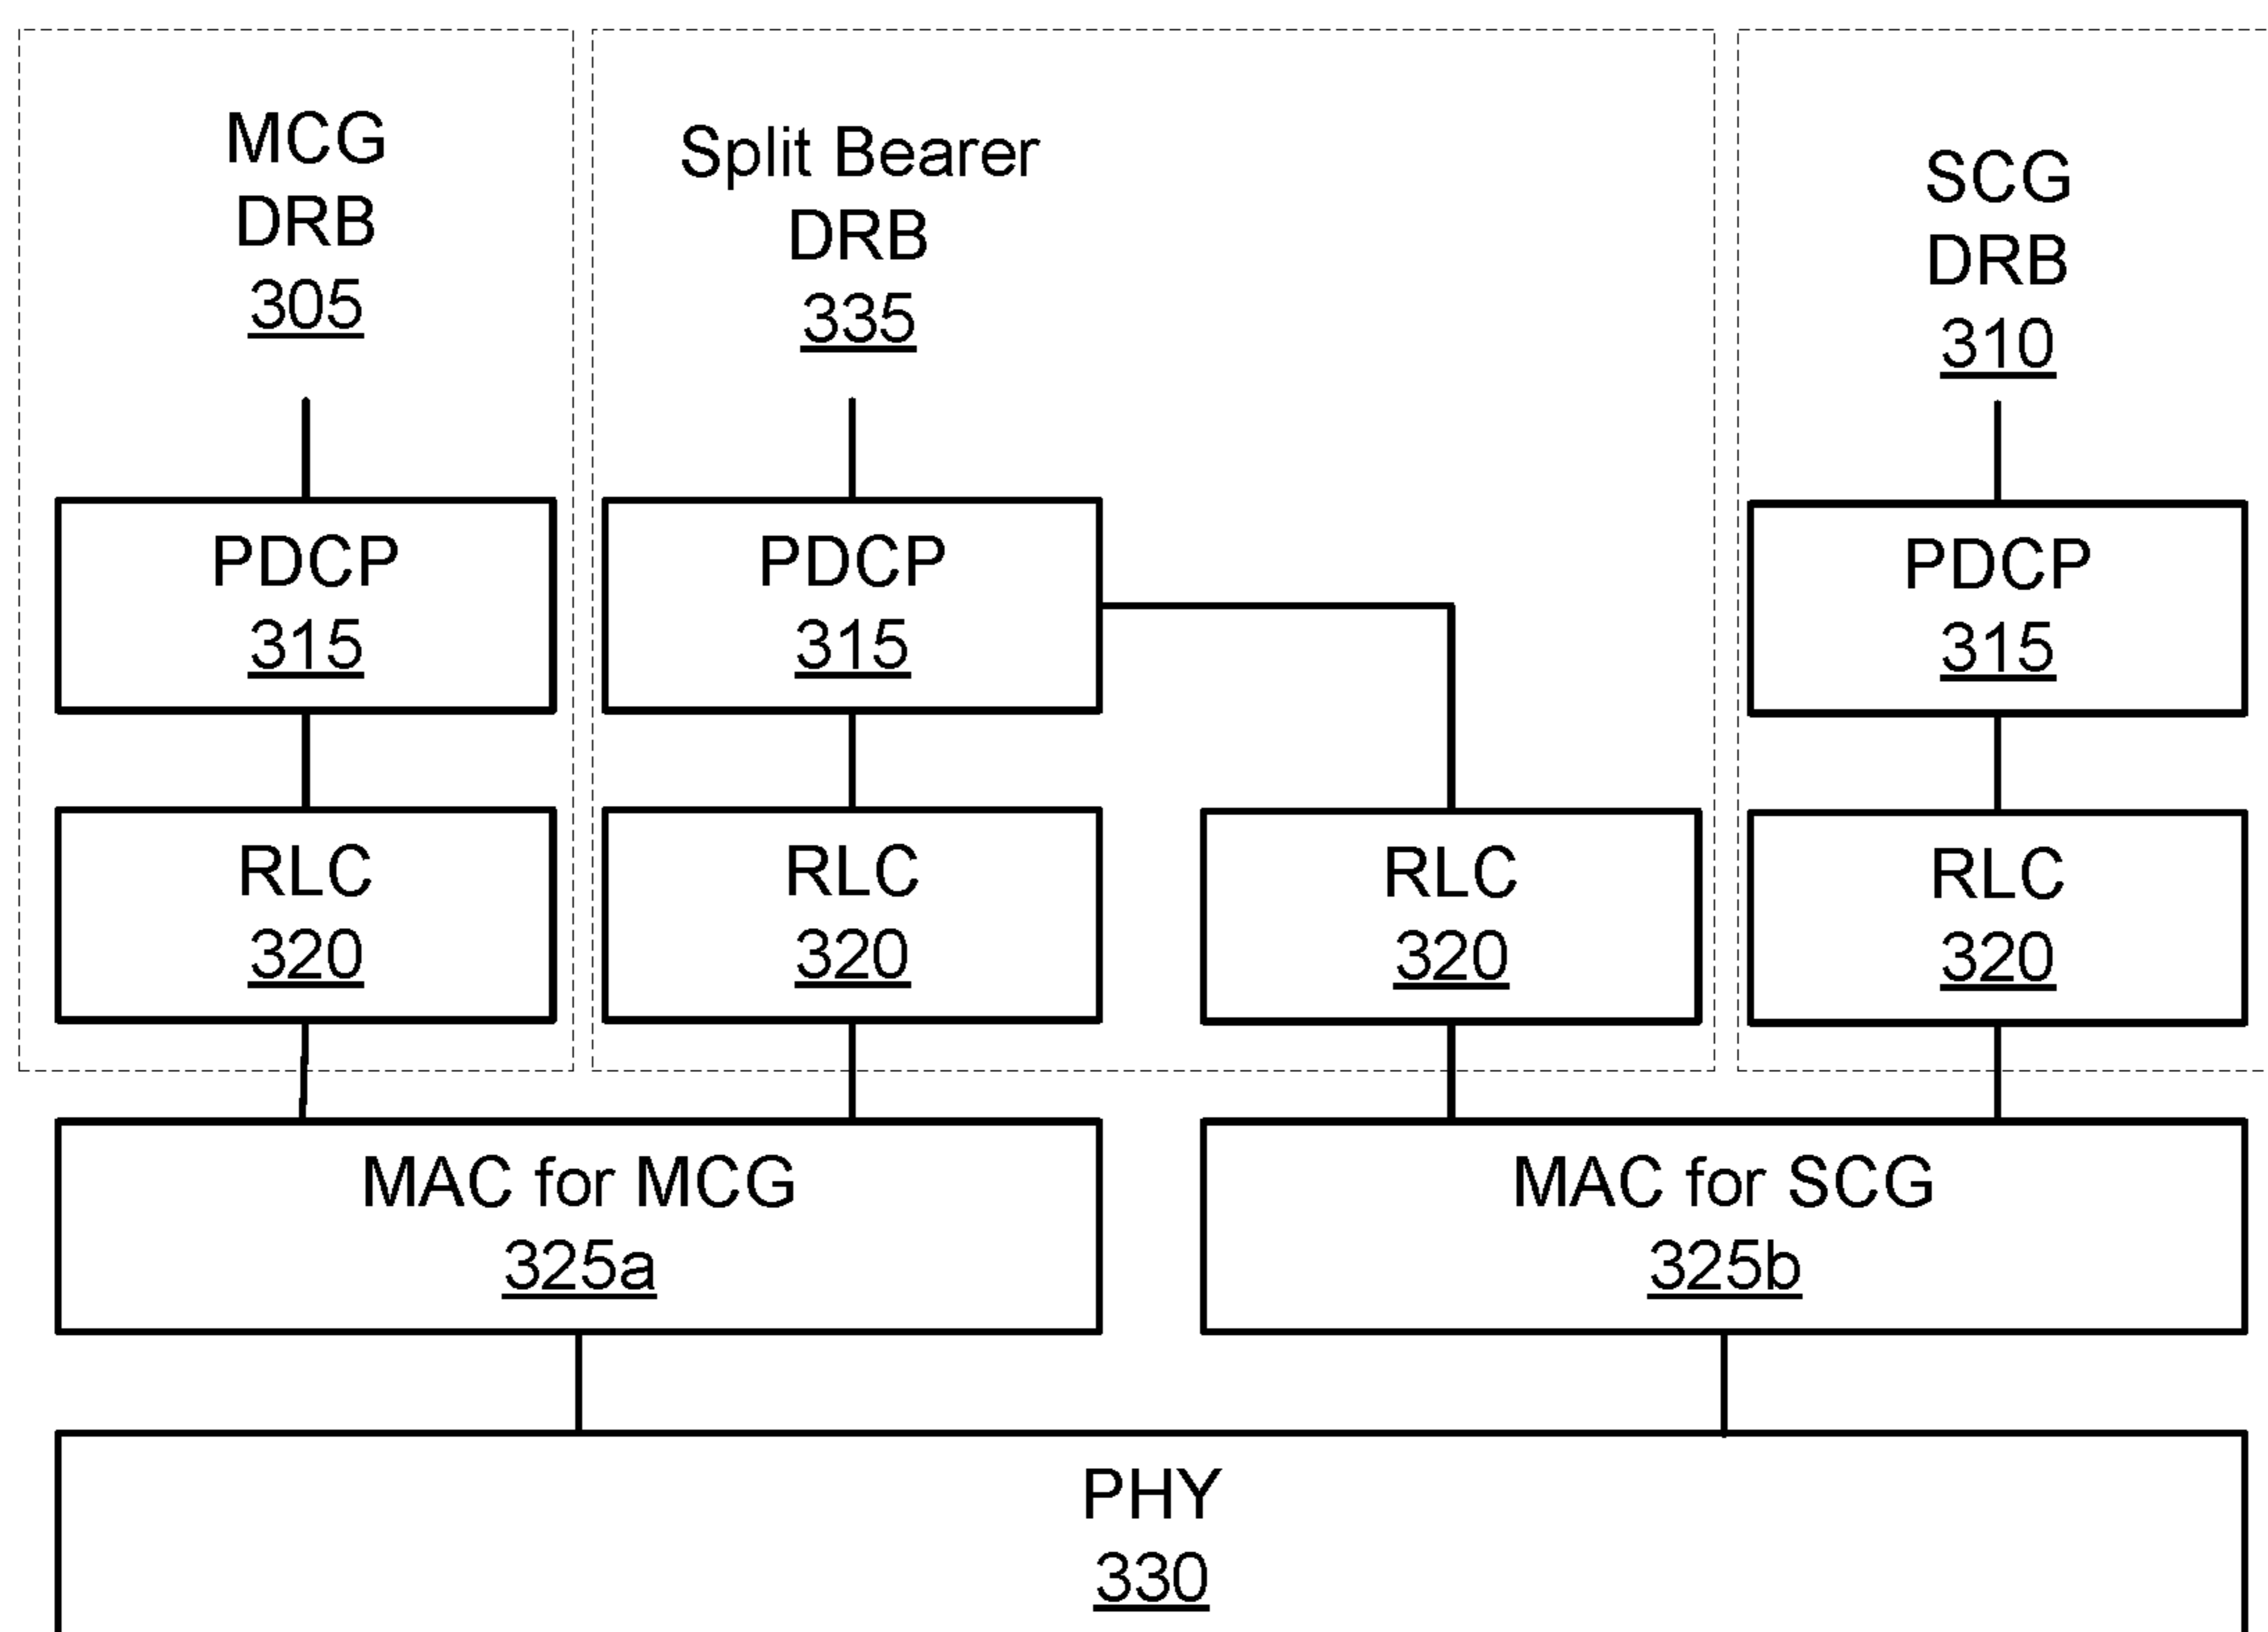 MCG
DRB
305
Split Bearer
DRB
335
SCG
DRB
310
PDCP
315
PDCP
315
PDCP
315
RLC
320
RLC
320
RLC
320
RLC
320
MAC for MCG
325a
MAC for SCG
325b
PHY
330